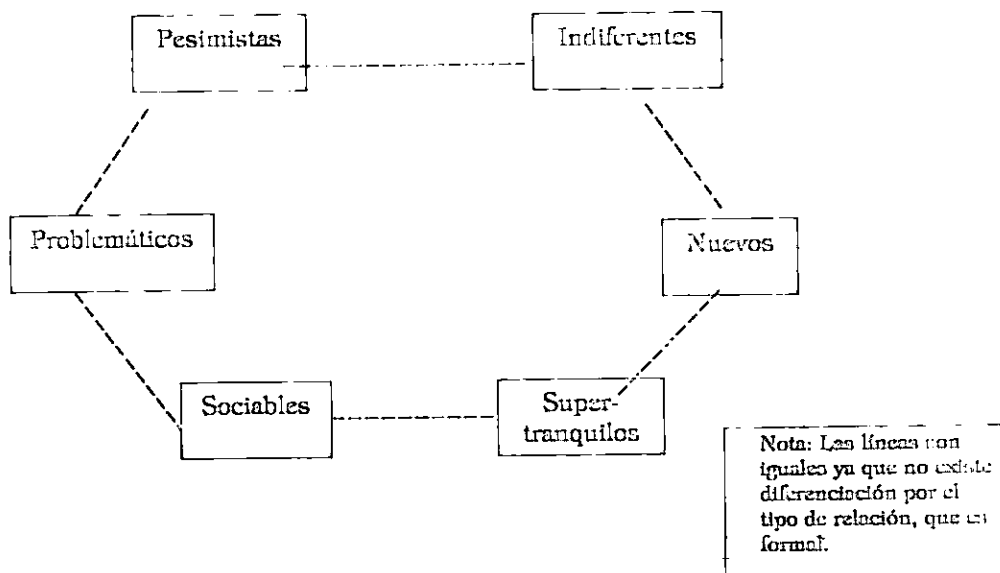 Pesimistas
Indiferentes
Problemáticos
Nuevos
Sociables
Super-
tranquilos
Nota: Las líneas son
iguales ya que no existe
diferenciación por el
tipo de relación, que es
formal.